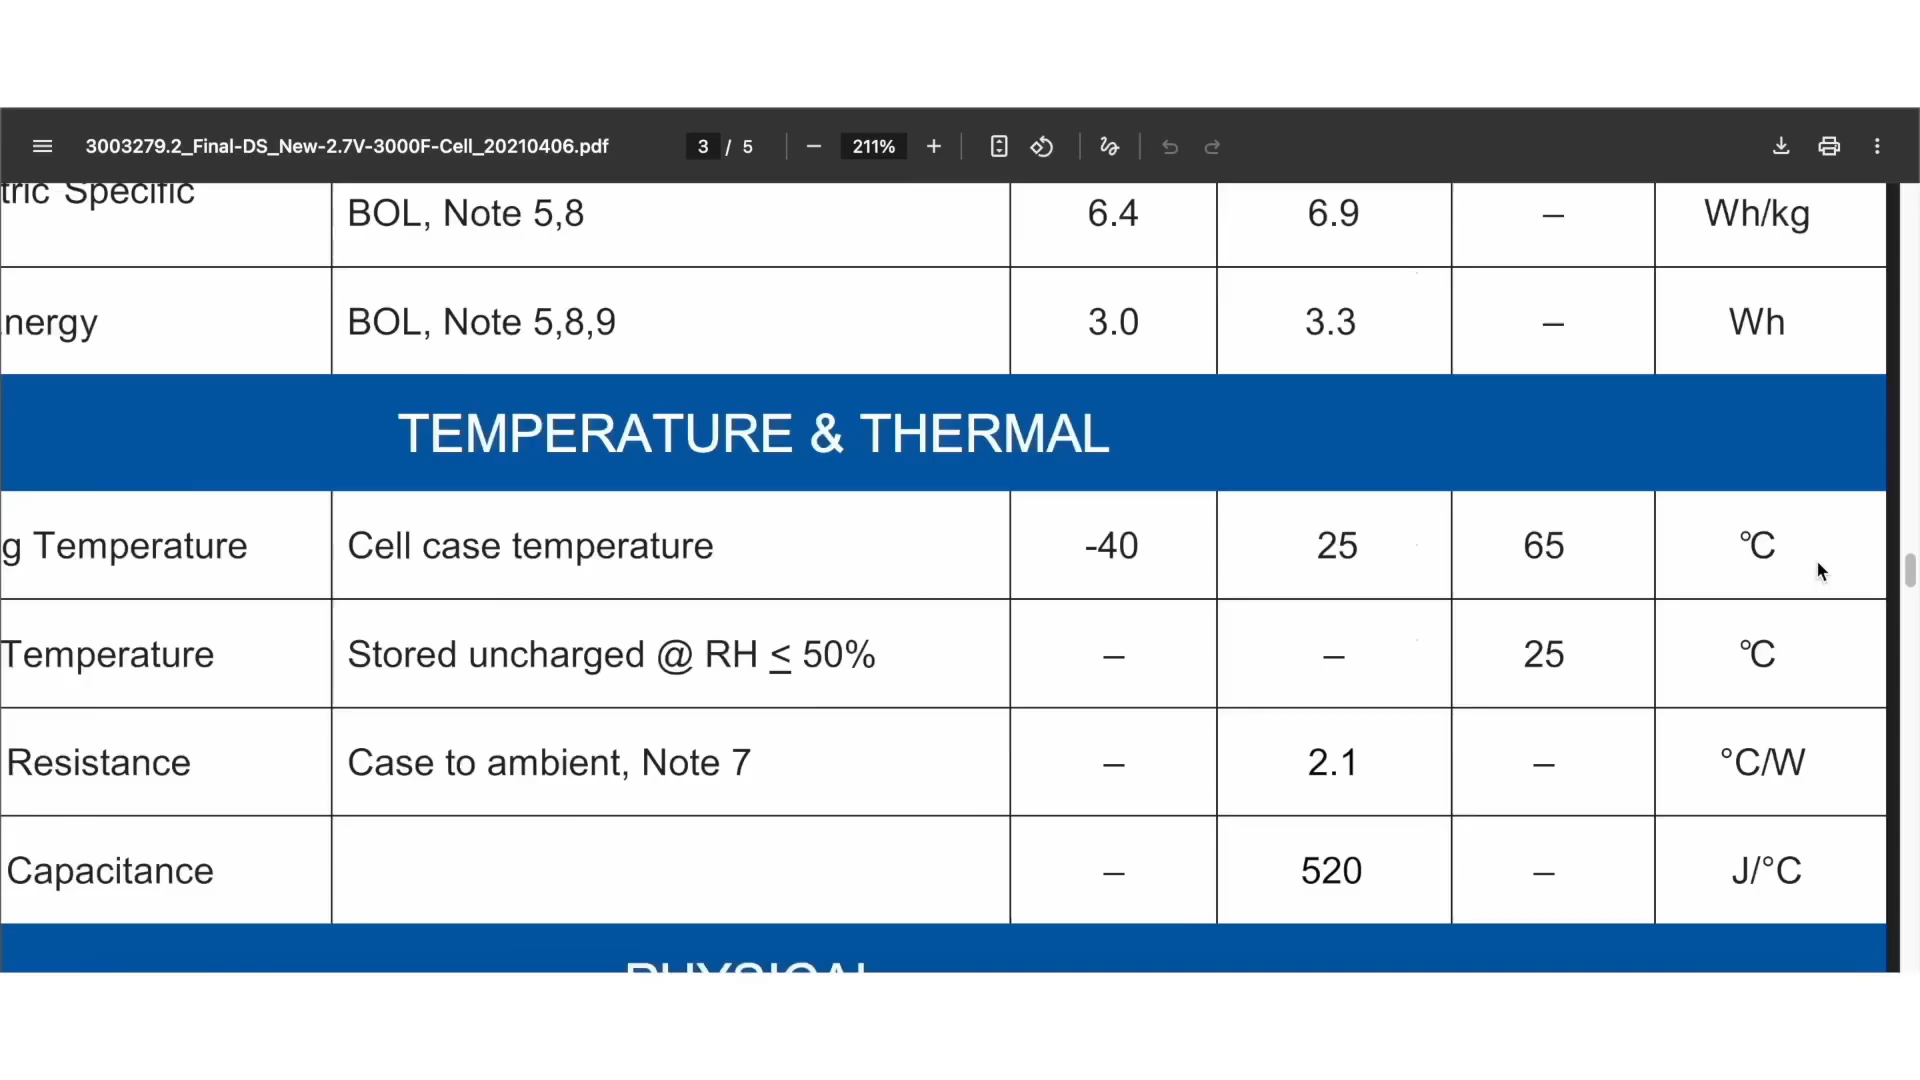 3003279.2_Final-DS_New-2.7V-3000F-Cell_20210406.pdf 3 / 5 211%
tric Specific BOL, Note 5,8 6.4 6.9 – Wh/kg
nergy BOL, Note 5,8,9 3.0 3.3 – Wh
TEMPERATURE & THERMAL
g Temperature Cell case temperature -40 25 65 °C
Temperature Stored uncharged @ RH ≤ 50% – – 25 °C
Resistance Case to ambient, Note 7 – 2.1 – °C/W
Capacitance – 520 – J/°C
PHYSICAL